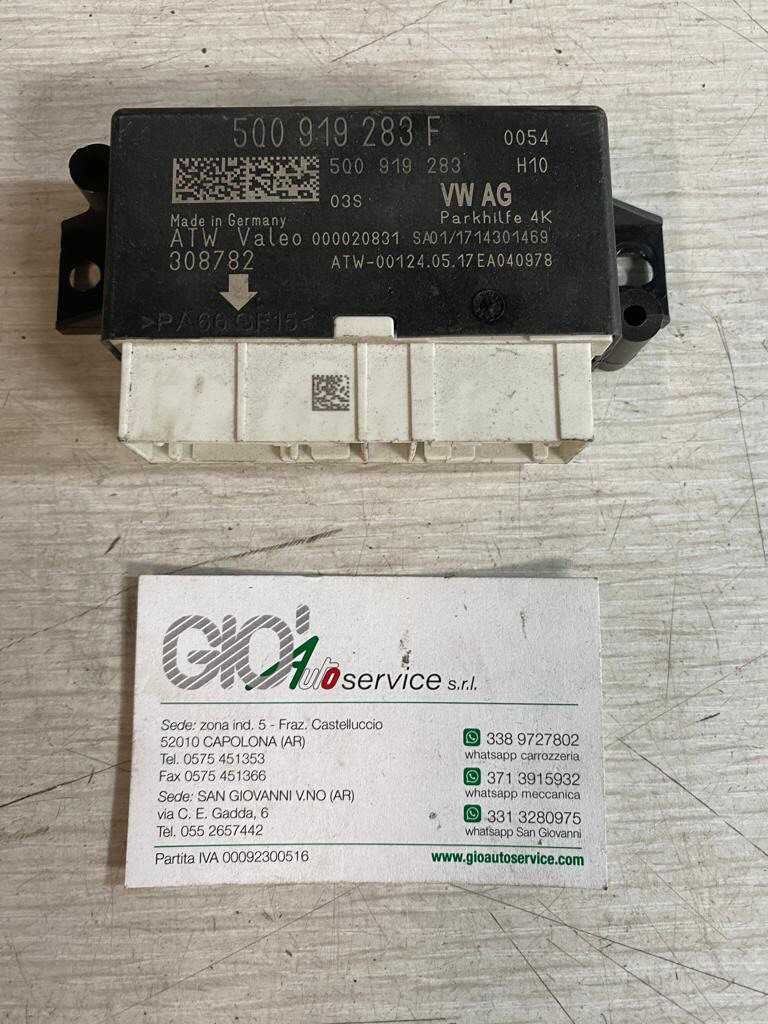 5Q0 919 283 F
0054
5Q0 919 283
H10
03S
VW AG
Made in Germany
Parkhilfe 4K
ATW Valeo 000020831 SA01/1714301469
308782
ATW-00124.05.17EA040978
>PA66 GF15<
GIO' Autoservice s.r.l.
Sede: zona ind. 5 - Fraz. Castelluccio
52010 CAPOLONA (AR)
Tel. 0575 451353
Fax 0575 451366
Sede: SAN GIOVANNI V.NO (AR)
via C. E. Gadda, 6
Tel. 055 2657442
338 9727802
whatsapp carrozzeria
371 3915932
whatsapp meccanica
331 3280975
whatsapp San Giovanni
Partita IVA 00092300516
www.gioautoservice.com